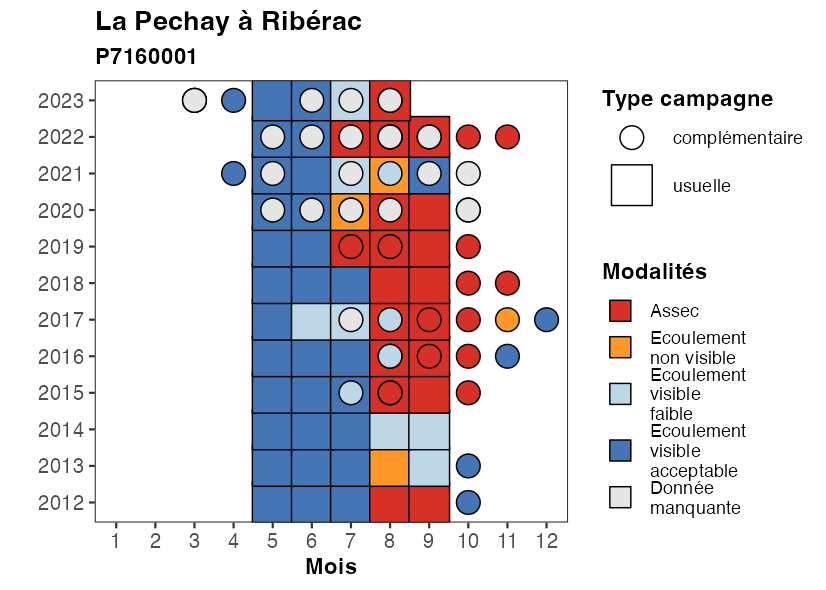 La Pechay à Ribérac
P7160001
2023
2022
2021
2020
2019
2018
2017
2016
2015
2014
2013
2012
1 2 3 4 5 6 7 8 9 10 11 12
Mois
Type campagne
complémentaire
usuelle
Modalités
Assec
Ecoulement
non visible
Ecoulement
visible
faible
Ecoulement
visible
acceptable
Donnée
manquante